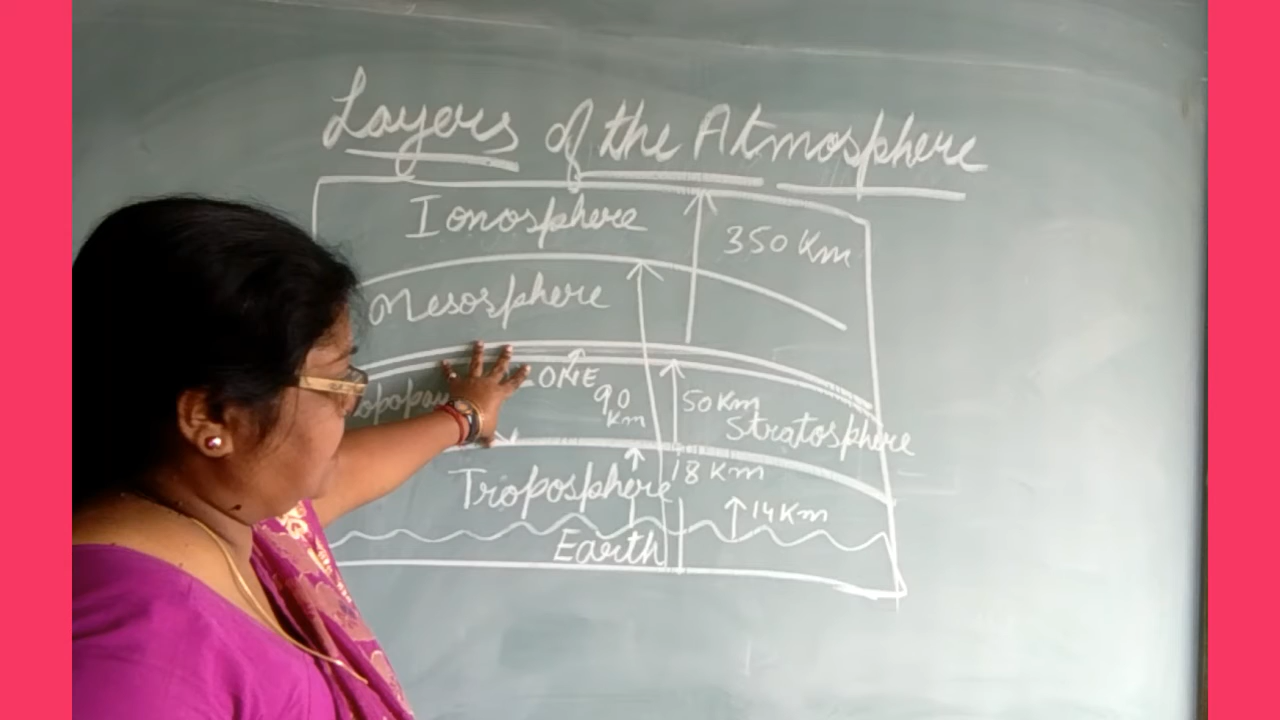 Layers of the Atmosphere
Ionosphere
350 Km
Mesosphere
ONE
90
Km
50 Km
Stratosphere
18 Km
Troposphere
14 Km
Earth